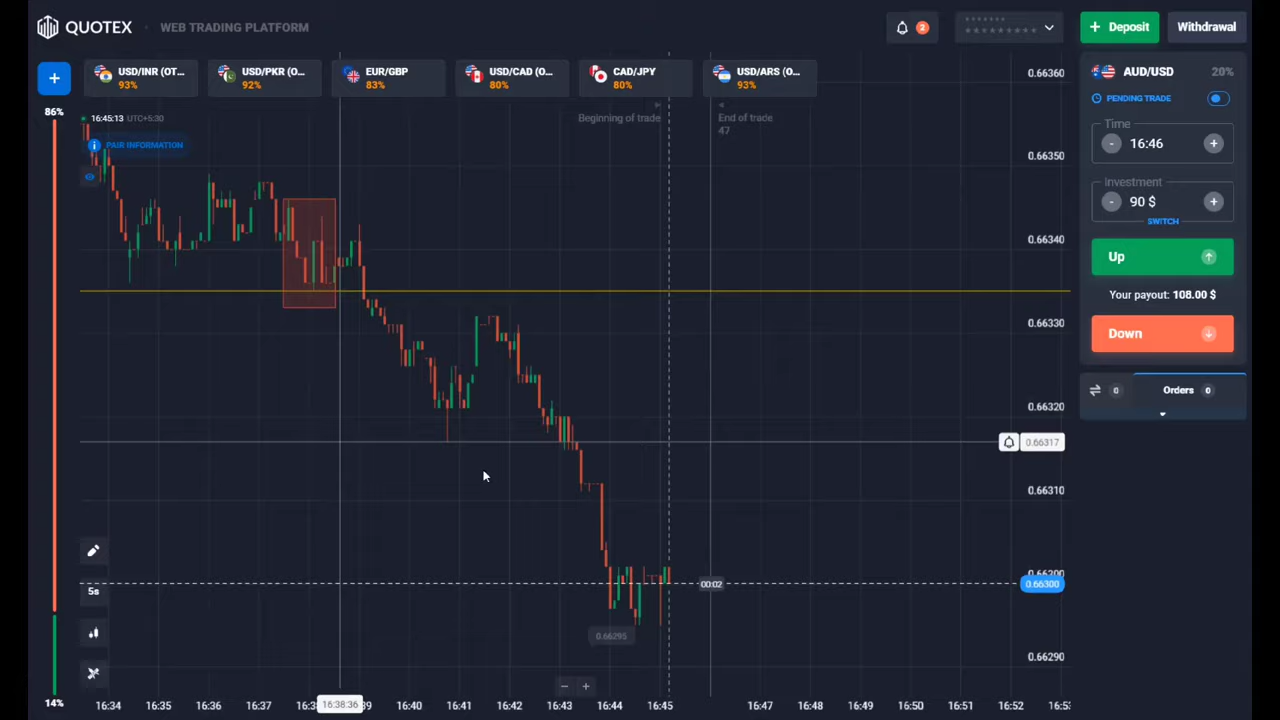 QUOTEX
WEB TRADING PLATFORM
2
*******
**********
+ Deposit
Withdrawal
+
USD/INR (OT...
93%
USD/PKR (O...
92%
EUR/GBP
83%
USD/CAD (O...
80%
CAD/JPY
80%
USD/ARS (O...
93%
86%
16:45:13 UTC+5:30
PAIR INFORMATION
Beginning of trade
End of trade
47
0.66360
0.66350
0.66340
0.66330
0.66320
0.66317
0.66310
0.66300
0.66300
0.66290
00:02
0.66295
5s
14%
- +
16:34
16:35
16:36
16:37
16:38:36
16:40
16:41
16:42
16:43
16:44
16:45
16:47
16:48
16:49
16:50
16:51
16:52
AUD/USD
20%
PENDING TRADE
Time
- 16:46 +
Investment
- 90 $ +
SWITCH
Up
Your payout: 108.00 $
Down
0
Orders 0